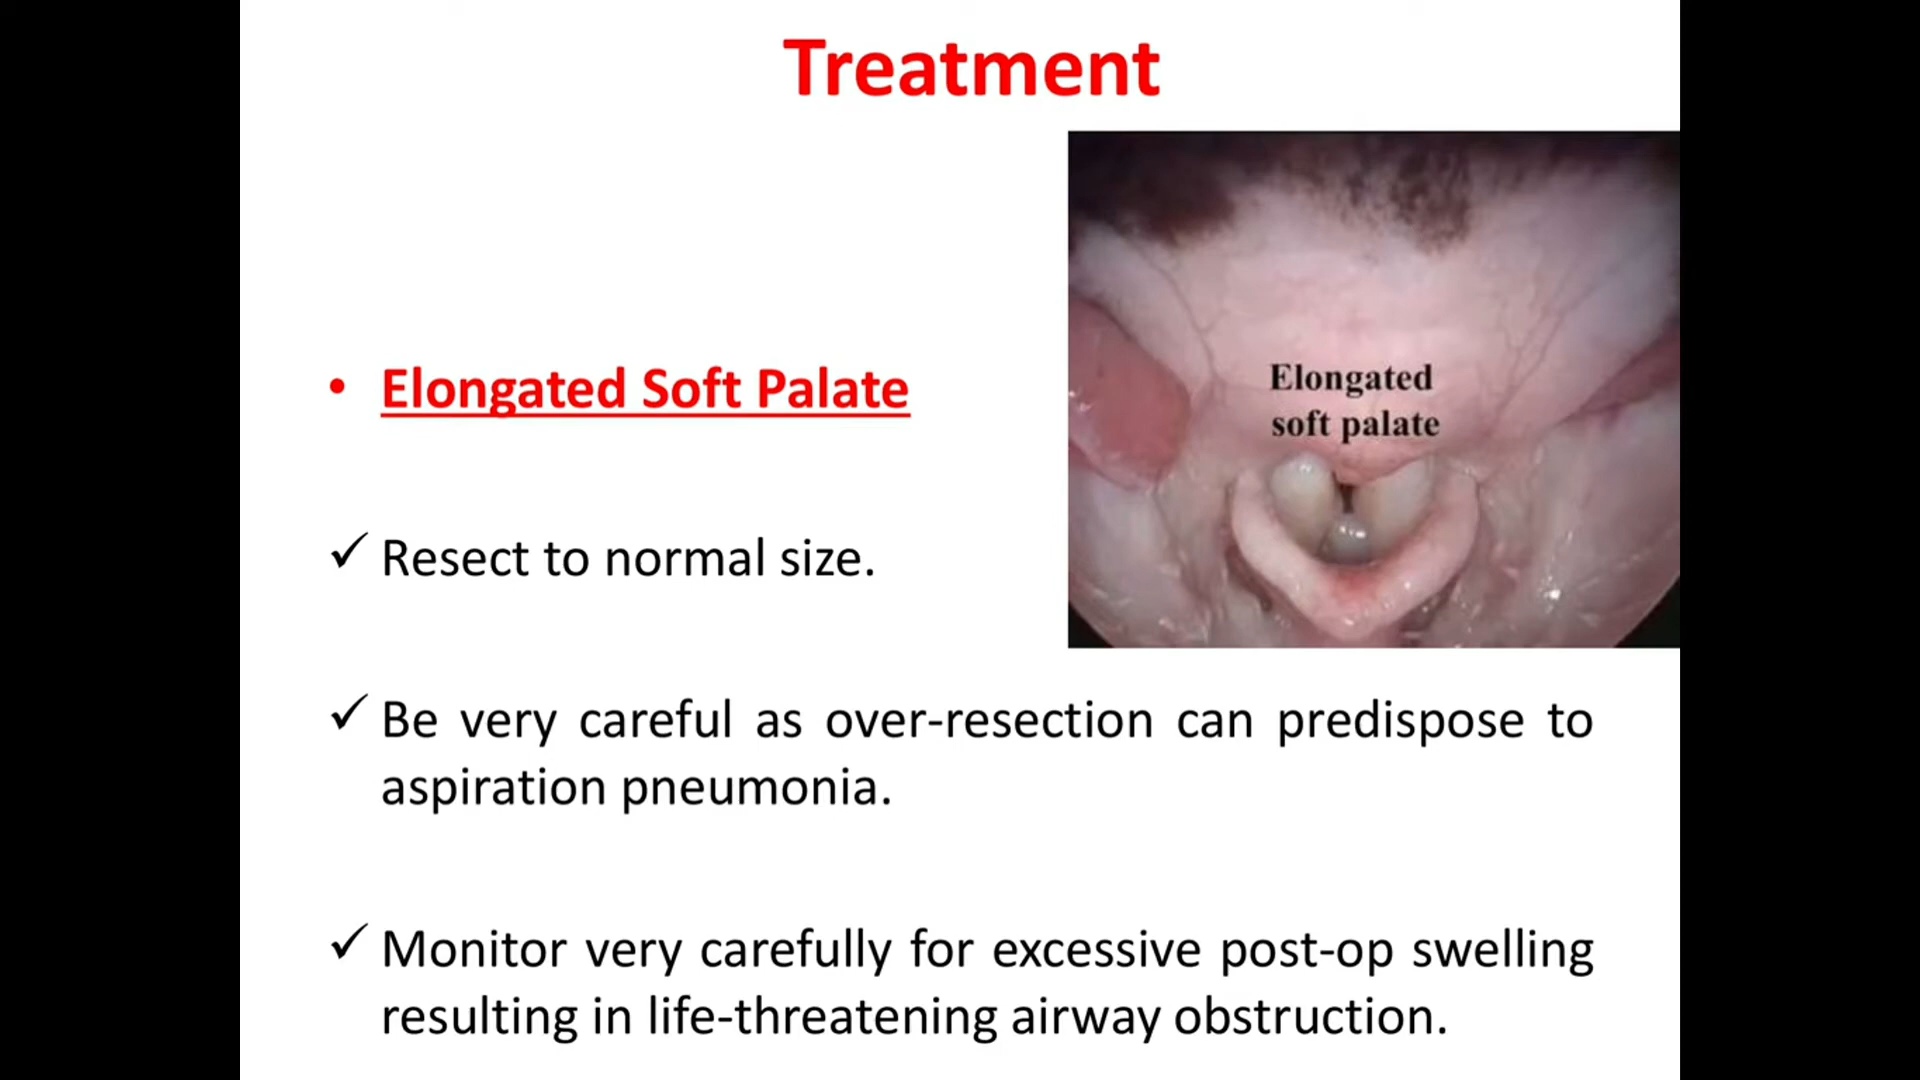 Treatment
Elongated
soft palate
• Elongated Soft Palate
✓ Resect to normal size.
✓ Be very careful as over-resection can predispose to
aspiration pneumonia.
✓ Monitor very carefully for excessive post-op swelling
resulting in life-threatening airway obstruction.